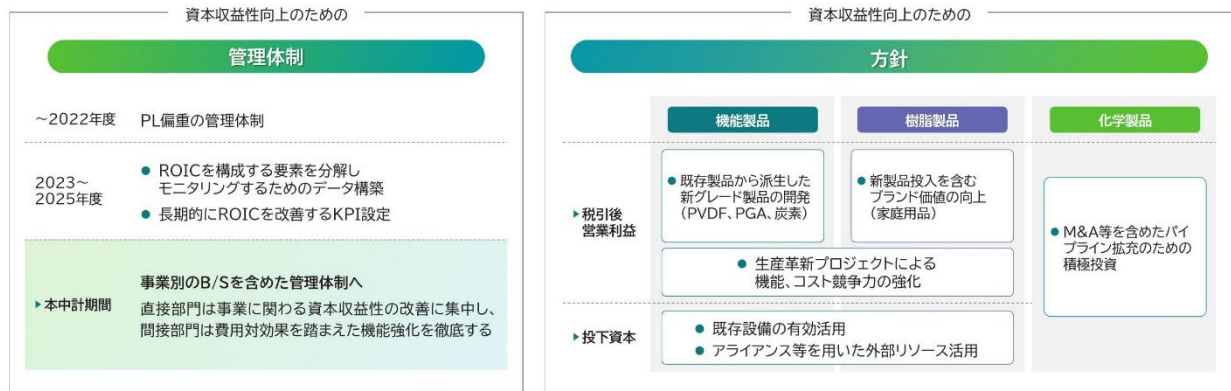 資本収益性向上のための
管理体制
～2022年度
PL偏重の管理体制
2023～
2025年度
● ROICを構成する要素を分解し
モニタリングするためのデータ構築
● 長期的にROICを改善するKPI設定
▶本中計期間
事業別のB/Sを含めた管理体制へ
直接部門は事業に関わる資本収益性の改善に集中し、
間接部門は費用対効果を踏まえた機能強化を徹底する
資本収益性向上のための
方針
機能製品
樹脂製品
化学製品
▶税引後
営業利益
● 既存製品から派生した
新グレード製品の開発
(PVDF、PGA、炭素)
● 新製品投入を含む
ブランド価値の向上
(家庭用品)
● M&A等を含めたパイ
プライン拡充のための
積極投資
● 生産革新プロジェクトによる
機能、コスト競争力の強化
▶投下資本
● 既存設備の有効活用
● アライアンス等を用いた外部リソース活用